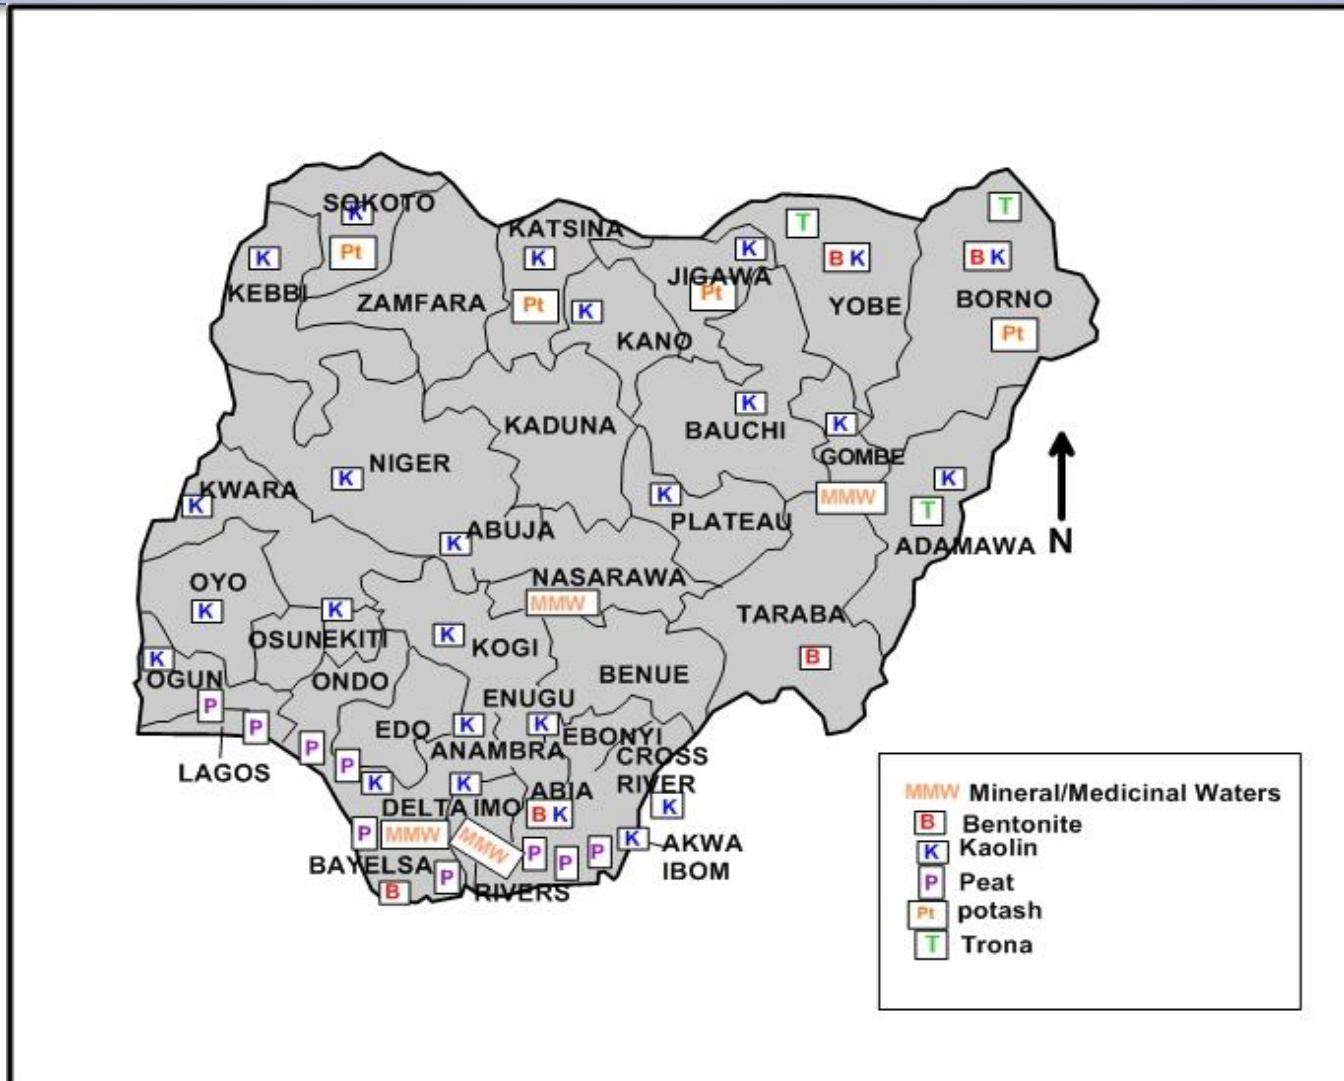 SOKOTO
K
T
T
KATSINA
K
Pt
K
K
B K
B K
K
JIGAWA
KEBBI
ZAMFARA
Pt
K
Pt
YOBE
BORNO
KANO
Pt
K
KADUNA
BAUCHI
K
GOMBE
NIGER
K
K
KWARA
K
K
MMW
T
PLATEAU
ABUJA
K
ADAMAWA
N
OYO
NASARAWA
K
K
MMW
TARABA
OSUN
EKITI
K
KOGI
K
B
OGUN
ONDO
BENUE
ENUGU
P
P
EDO
K
K
EBONYI
P
ANAMBRA
CROSS
RIVER
P
LAGOS
K
K
ABIA
DELTA
IMO
B K
K
P
MMW
MMW
P
P
P
K
AKWA
IBOM
BAYELSA
P
B
RIVERS
MMW Mineral/Medicinal Waters
B Bentonite
K Kaolin
P Peat
Pt potash
T Trona